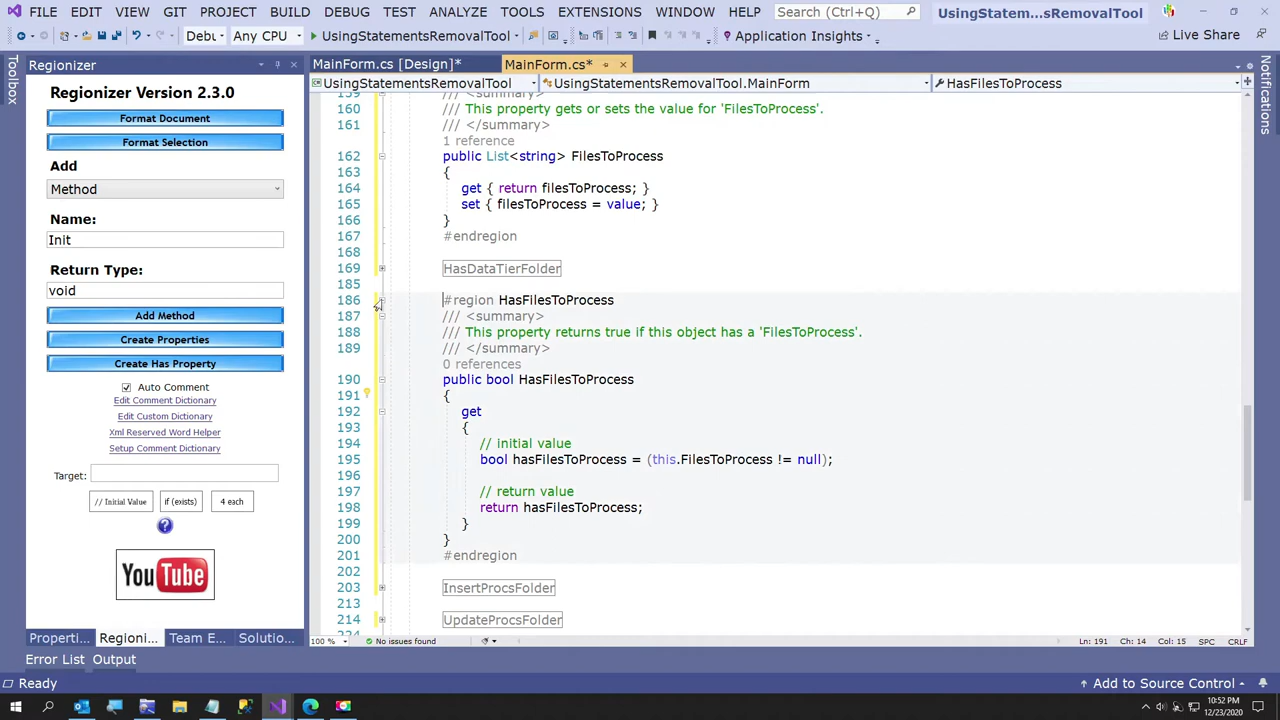 FILE EDIT VIEW GIT PROJECT BUILD DEBUG TEST ANALYZE TOOLS EXTENSIONS WINDOW HELP Search (Ctrl+Q) UsingStatem...sRemovalTool
Debu Any CPU UsingStatementsRemovalTool Application Insights Live Share
Toolbox
Regionizer
Regionizer Version 2.3.0
Format Document
Format Selection
Add
Method
Name:
Init
Return Type:
void
Add Method
Create Properties
Create Has Property
Auto Comment
Edit Comment Dictionary
Edit Custom Dictionary
Xml Reserved Word Helper
Setup Comment Dictionary
Target:
// Initial Value if (exists) 4 each
?
YouTube
Properti... Regioni... Team E... Solutio...
MainForm.cs [Design]* MainForm.cs*
UsingStatementsRemovalTool UsingStatementsRemovalTool.MainForm HasFilesToProcess
159 /// <summary>
160 /// This property gets or sets the value for 'FilesToProcess'.
161 /// </summary>
1 reference
162 public List<string> FilesToProcess
163 {
164 get { return filesToProcess; }
165 set { filesToProcess = value; }
166 }
167 #endregion
168
169 HasDataTierFolder
185
186 #region HasFilesToProcess
187 /// <summary>
188 /// This property returns true if this object has a 'FilesToProcess'.
189 /// </summary>
0 references
190 public bool HasFilesToProcess
191 {
192 get
193 {
194 // initial value
195 bool hasFilesToProcess = (this.FilesToProcess != null);
196
197 // return value
198 return hasFilesToProcess;
199 }
200 }
201 #endregion
202
203 InsertProcsFolder
213
214 UpdateProcsFolder
100 % No issues found Ln: 191 Ch: 14 Col: 15 SPC CRLF
Notifications
Error List Output
Ready Add to Source Control
10:52 PM
12/23/2020